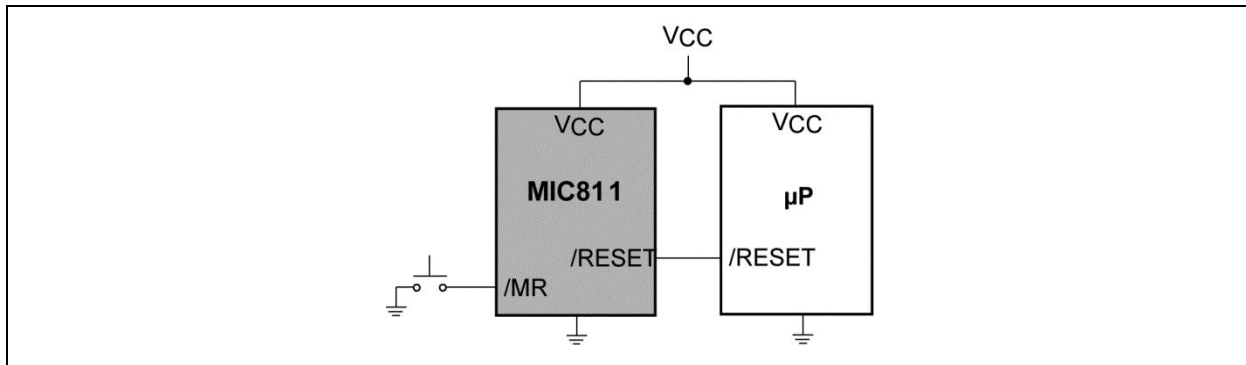 VCC
VCC
VCC
MIC811
µP
/RESET
/RESET
/MR